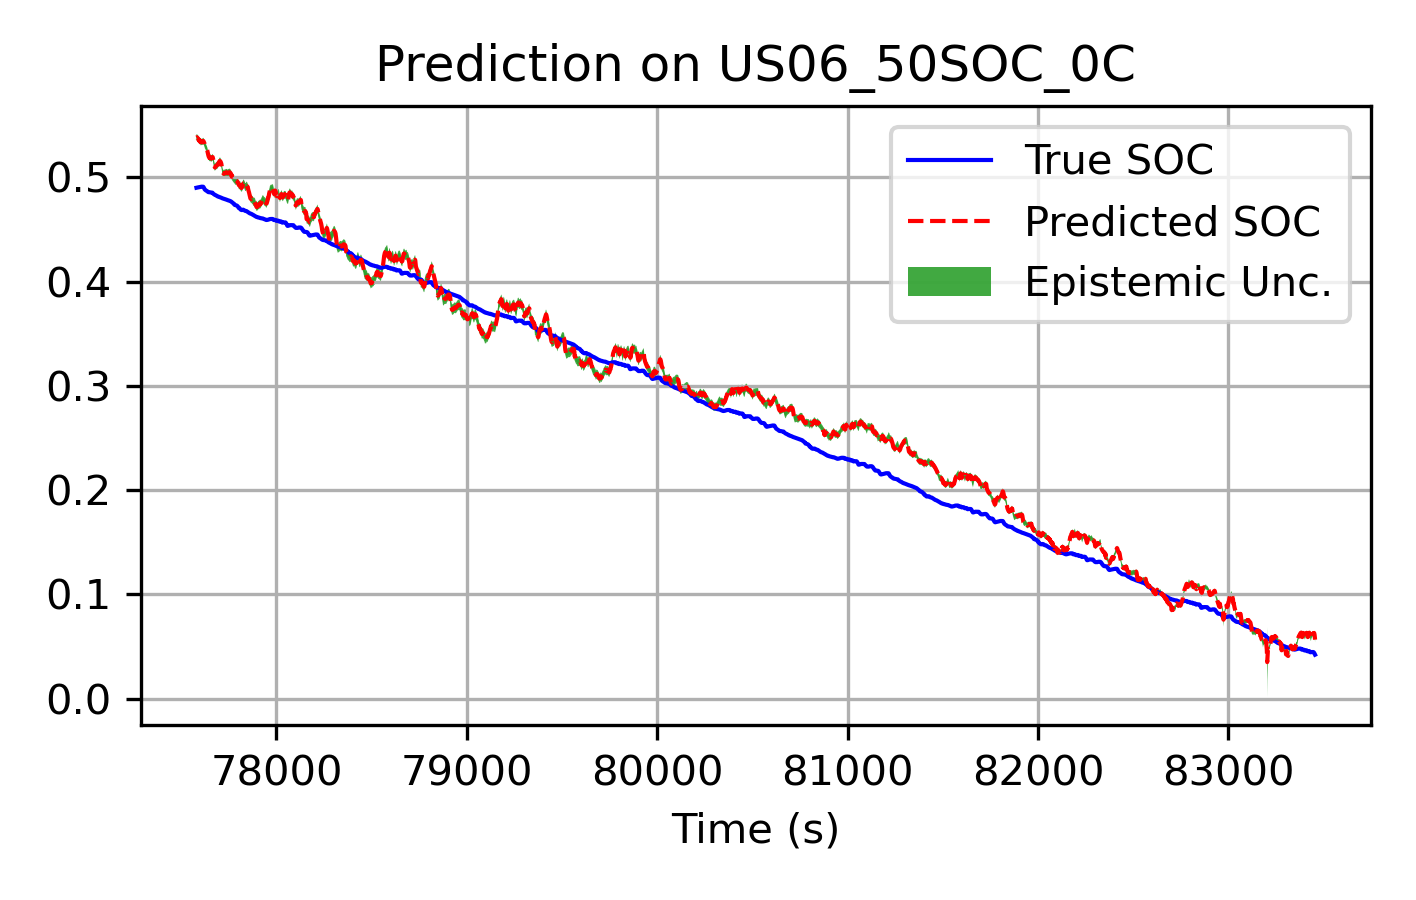 Prediction on US06_50SOC_0C
True SOC
Predicted SOC
Epistemic Unc.
0.5
0.4
0.3
0.2
0.1
0.0
78000 79000 80000 81000 82000 83000
Time (s)